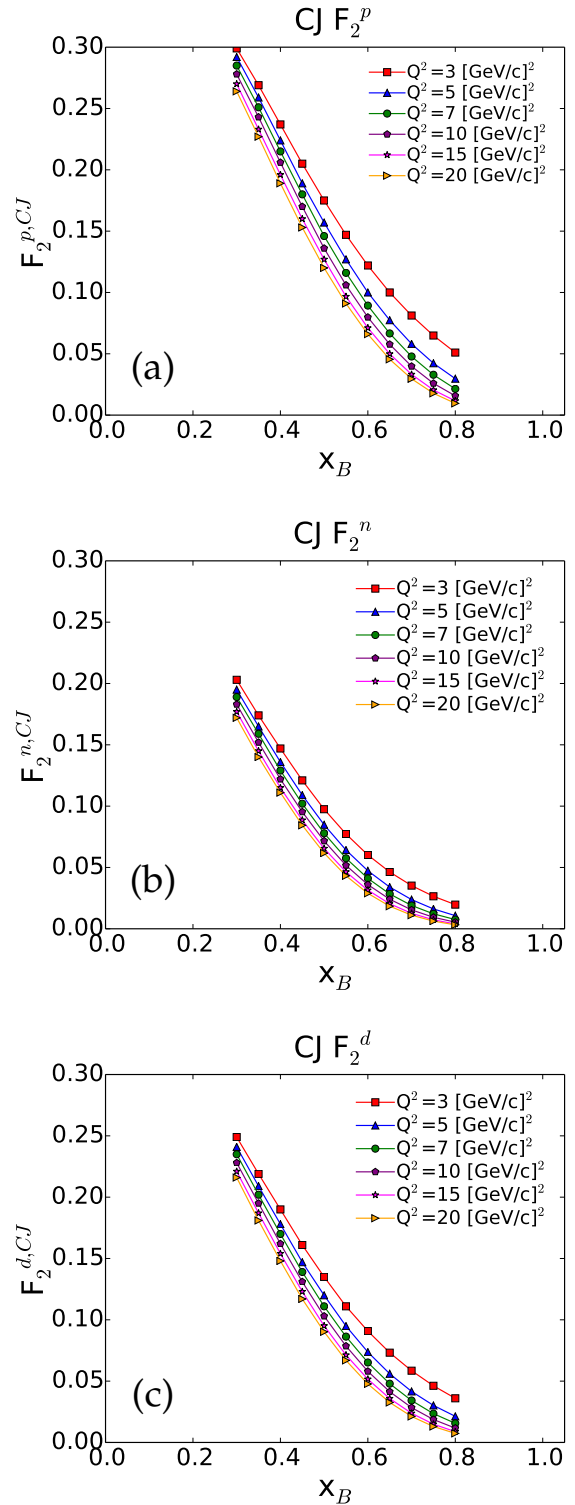 CJ F₂ᵖ
0.30
0.25
0.20
0.15
0.10
0.05
0.00
F₂^{p,CJ}
Q²=3 [GeV/c]²
Q²=5 [GeV/c]²
Q²=7 [GeV/c]²
Q²=10 [GeV/c]²
Q²=15 [GeV/c]²
Q²=20 [GeV/c]²
(a)
0.0 0.2 0.4 0.6 0.8 1.0
x_B
CJ F₂ⁿ
0.30
0.25
0.20
0.15
0.10
0.05
0.00
F₂^{n,CJ}
Q²=3 [GeV/c]²
Q²=5 [GeV/c]²
Q²=7 [GeV/c]²
Q²=10 [GeV/c]²
Q²=15 [GeV/c]²
Q²=20 [GeV/c]²
(b)
0.0 0.2 0.4 0.6 0.8 1.0
x_B
CJ F₂ᵈ
0.30
0.25
0.20
0.15
0.10
0.05
0.00
F₂^{d,CJ}
Q²=3 [GeV/c]²
Q²=5 [GeV/c]²
Q²=7 [GeV/c]²
Q²=10 [GeV/c]²
Q²=15 [GeV/c]²
Q²=20 [GeV/c]²
(c)
0.0 0.2 0.4 0.6 0.8 1.0
x_B